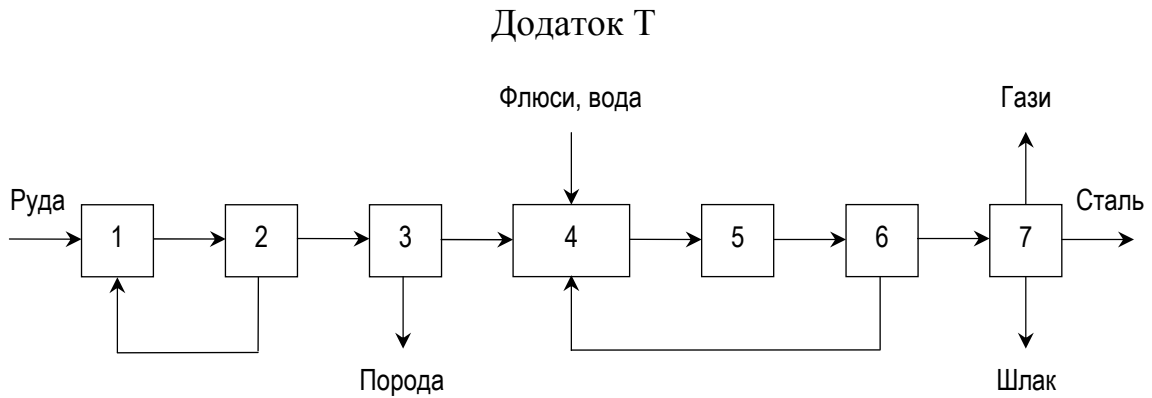 Додаток Т
Флюси, вода
Гази
Руда
Сталь
1
2
3
4
5
6
7
Порода
Шлак